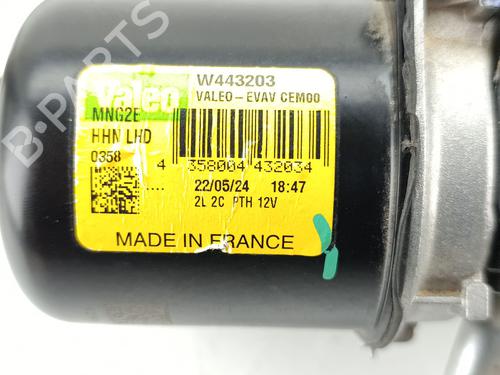 B-PARTS
Valeo
W443203
VALEO-EVAV CEM00
MNG2E
HHN LHD
0358
4 358004 432034
....
22/05/24 18:47
2L 2C PTH 12V
MADE IN FRANCE